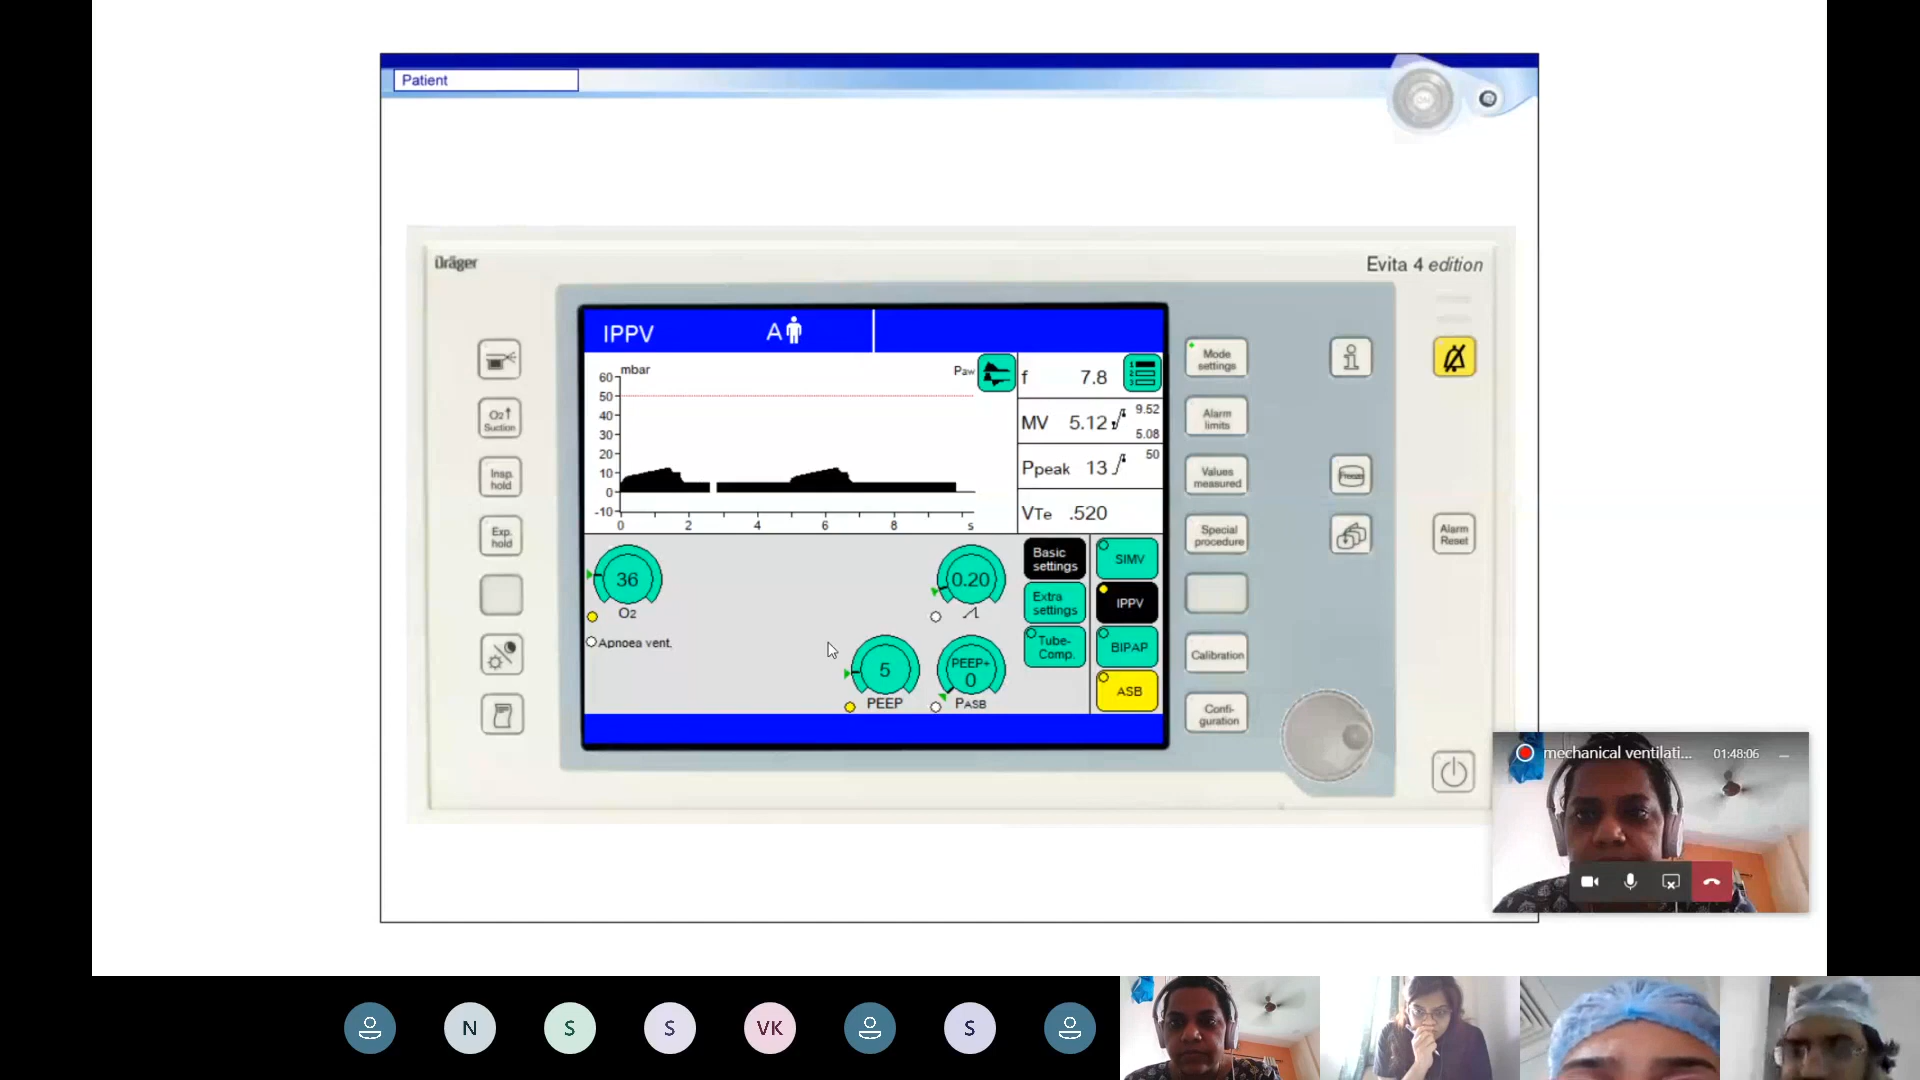 Patient
Dräger
Evita 4 edition
IPPV
A
mbar
Paw
60
50
40
30
20
10
0
-10
0
2
4
6
8
s
f 7.8
MV 5.12
9.52
5.08
Ppeak 13
50
VTe .520
O2↑
Suction
Insp.
hold
Exp.
hold
36
O2
Apnoea vent.
0.20
5
PEEP
PEEP+
0
PASB
Basic
settings
Extra
settings
Tube-
Comp.
SIMV
IPPV
BIPAP
ASB
Mode
settings
Alarm
limits
Values
measured
Special
procedure
Calibration
Confi-
guration
i
Freeze
Alarm
Reset
mechanical ventilati...
01:48:06
N
S
S
VK
S